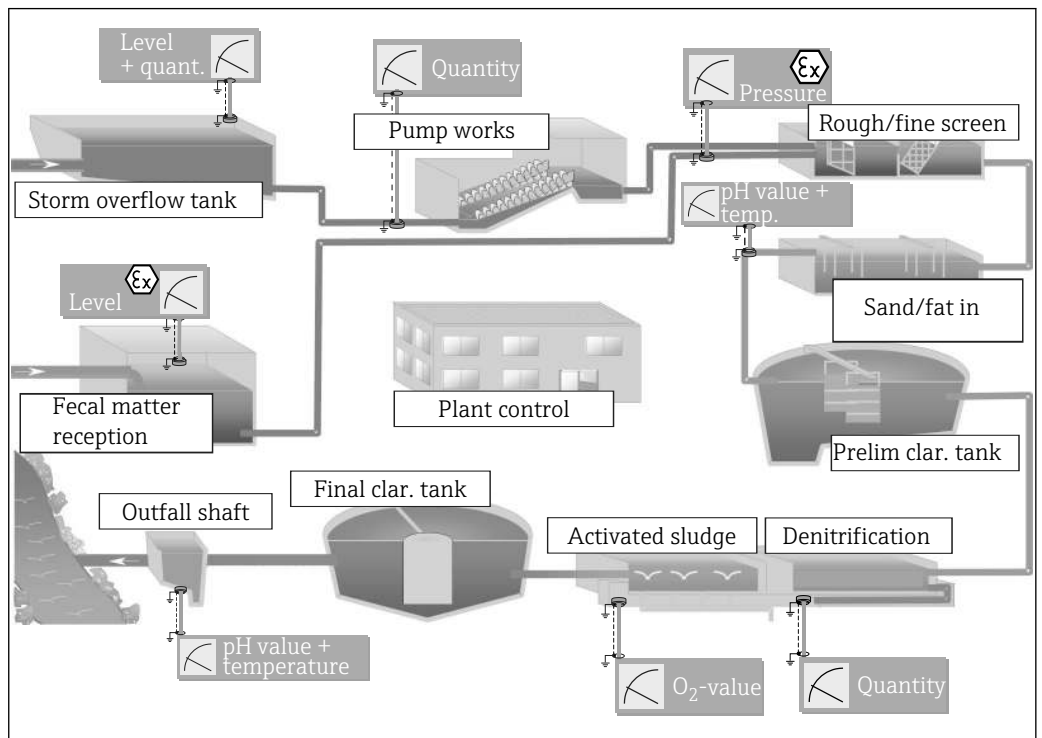 Level
+ quant.
Quantity
εx
Pressure
Pump works
Rough/fine screen
Storm overflow tank
pH value +
temp.
εx
Level
Sand/fat in
Fecal matter
reception
Plant control
Prelim clar. tank
Final clar. tank
Outfall shaft
Activated sludge
Denitrification
pH value +
temperature
O₂-value
Quantity